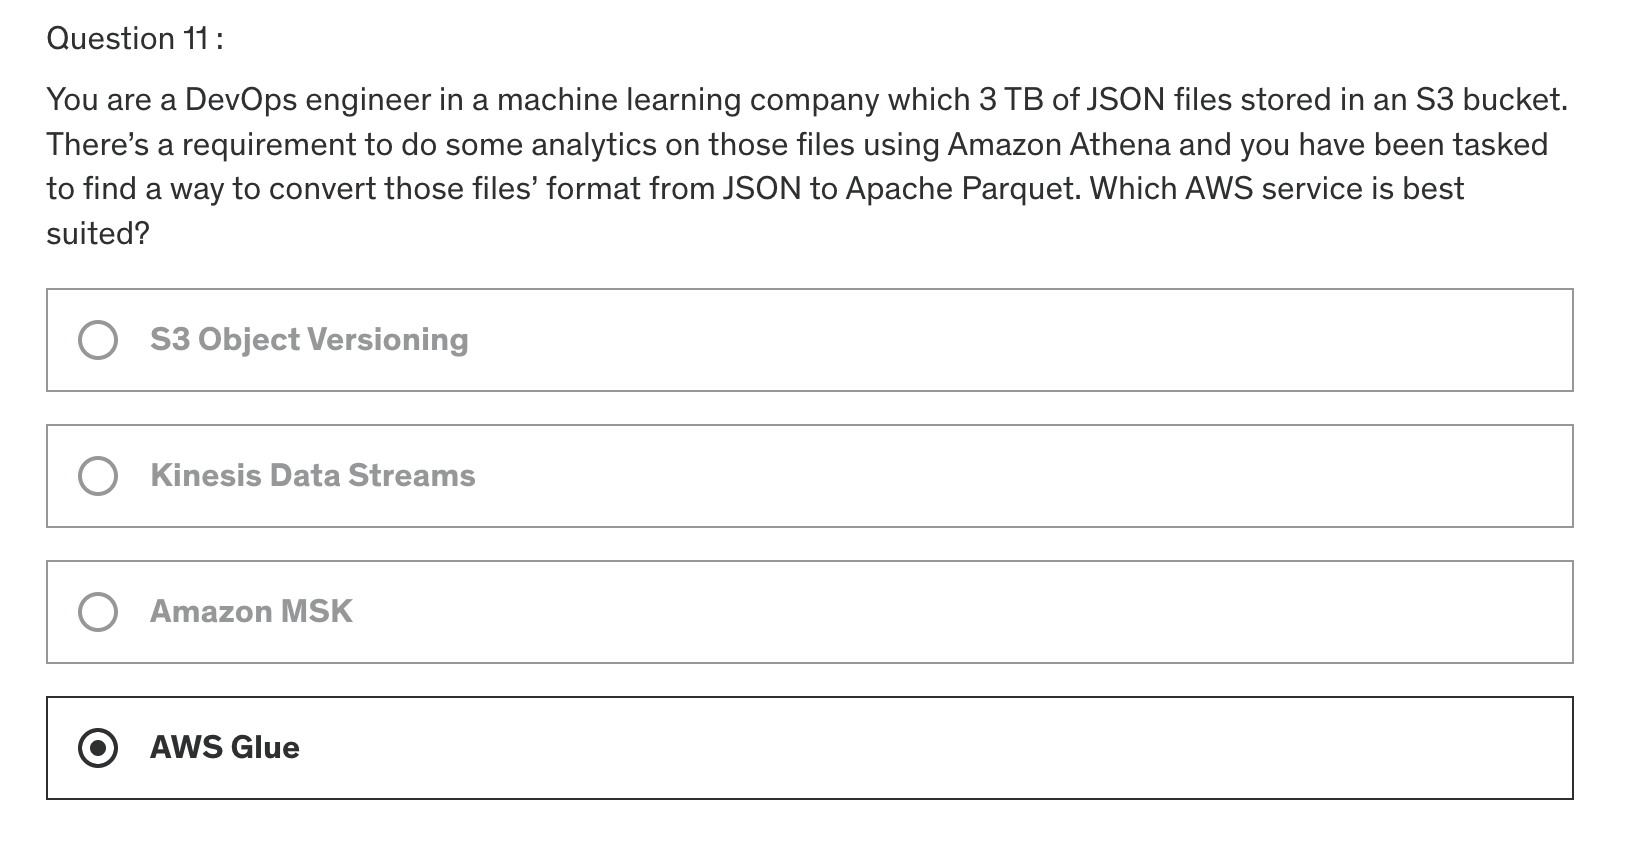 Question 11 :
You are a DevOps engineer in a machine learning company which 3 TB of JSON files stored in an S3 bucket.
There’s a requirement to do some analytics on those files using Amazon Athena and you have been tasked
to find a way to convert those files’ format from JSON to Apache Parquet. Which AWS service is best
suited?
S3 Object Versioning
Kinesis Data Streams
Amazon MSK
AWS Glue